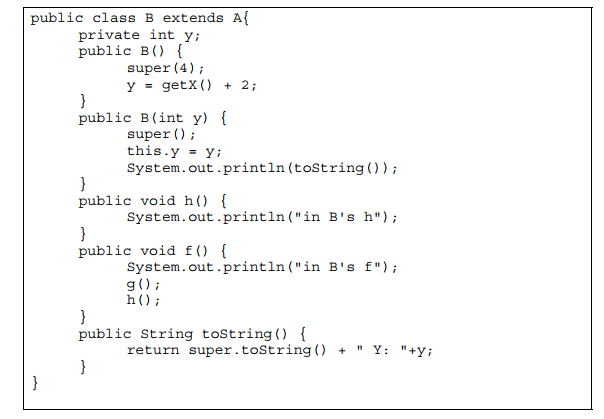 public class B extends A{
private int y;
public B() {
super(4);
y = getX() + 2;
}
public B(int y) {
super();
this.y = y;
System.out.println(toString());
}
public void h() {
System.out.println("in B's h");
}
public void f() {
System.out.println("in B's f");
g();
h();
}
public String toString() {
return super.toString() + " Y: "+y;
}
}